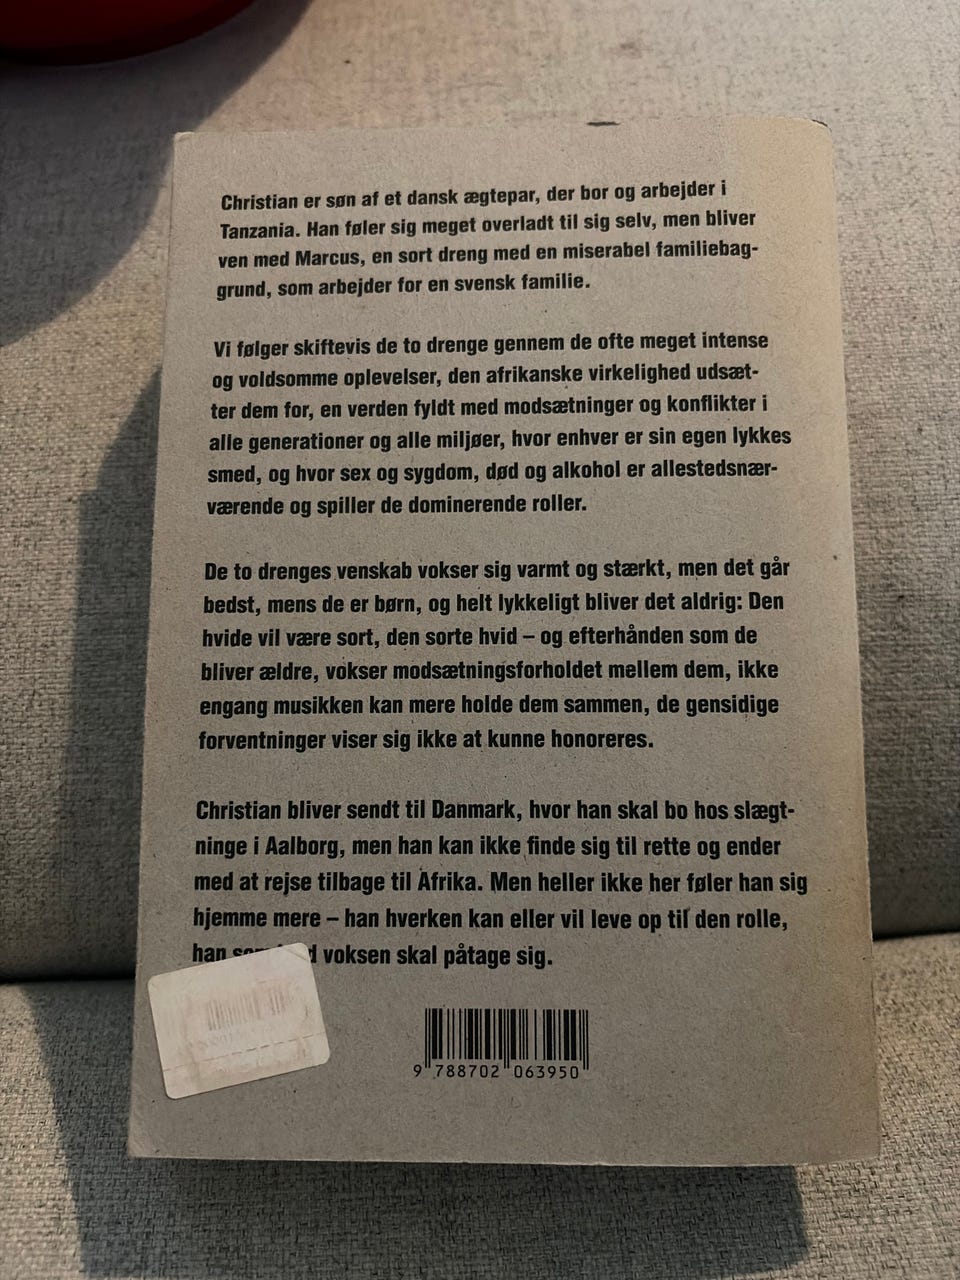 Christian er søn af et dansk ægtepar, der bor og arbejder i
Tanzania. Han føler sig meget overladt til sig selv, men bliver
ven med Marcus, en sort dreng med en miserabel familiebag-
grund, som arbejder for en svensk familie.
Vi følger skiftevis de to drenge gennem de ofte meget intense
og voldsomme oplevelser, den afrikanske virkelighed udsæt-
ter dem for, en verden fyldt med modsætninger og konflikter i
alle generationer og alle miljøer, hvor enhver er sin egen lykkes
smed, og hvor sex og sygdom, død og alkohol er allestedsnær-
værende og spiller de dominerende roller.
De to drenges venskab vokser sig varmt og stærkt, men det går
bedst, mens de er børn, og helt lykkeligt bliver det aldrig: Den
hvide vil være sort, den sorte hvid – og efterhånden som de
bliver ældre, vokser modsætningsforholdet mellem dem, ikke
engang musikken kan mere holde dem sammen, de gensidige
forventninger viser sig ikke at kunne honoreres.
Christian bliver sendt til Danmark, hvor han skal bo hos slægt-
ninge i Aalborg, men han kan ikke finde sig til rette og ender
med at rejse tilbage til Afrika. Men heller ikke her føler han sig
hjemme mere – han hverken kan eller vil leve op til den rolle,
han voksen skal påtage sig.
9 788702 063950